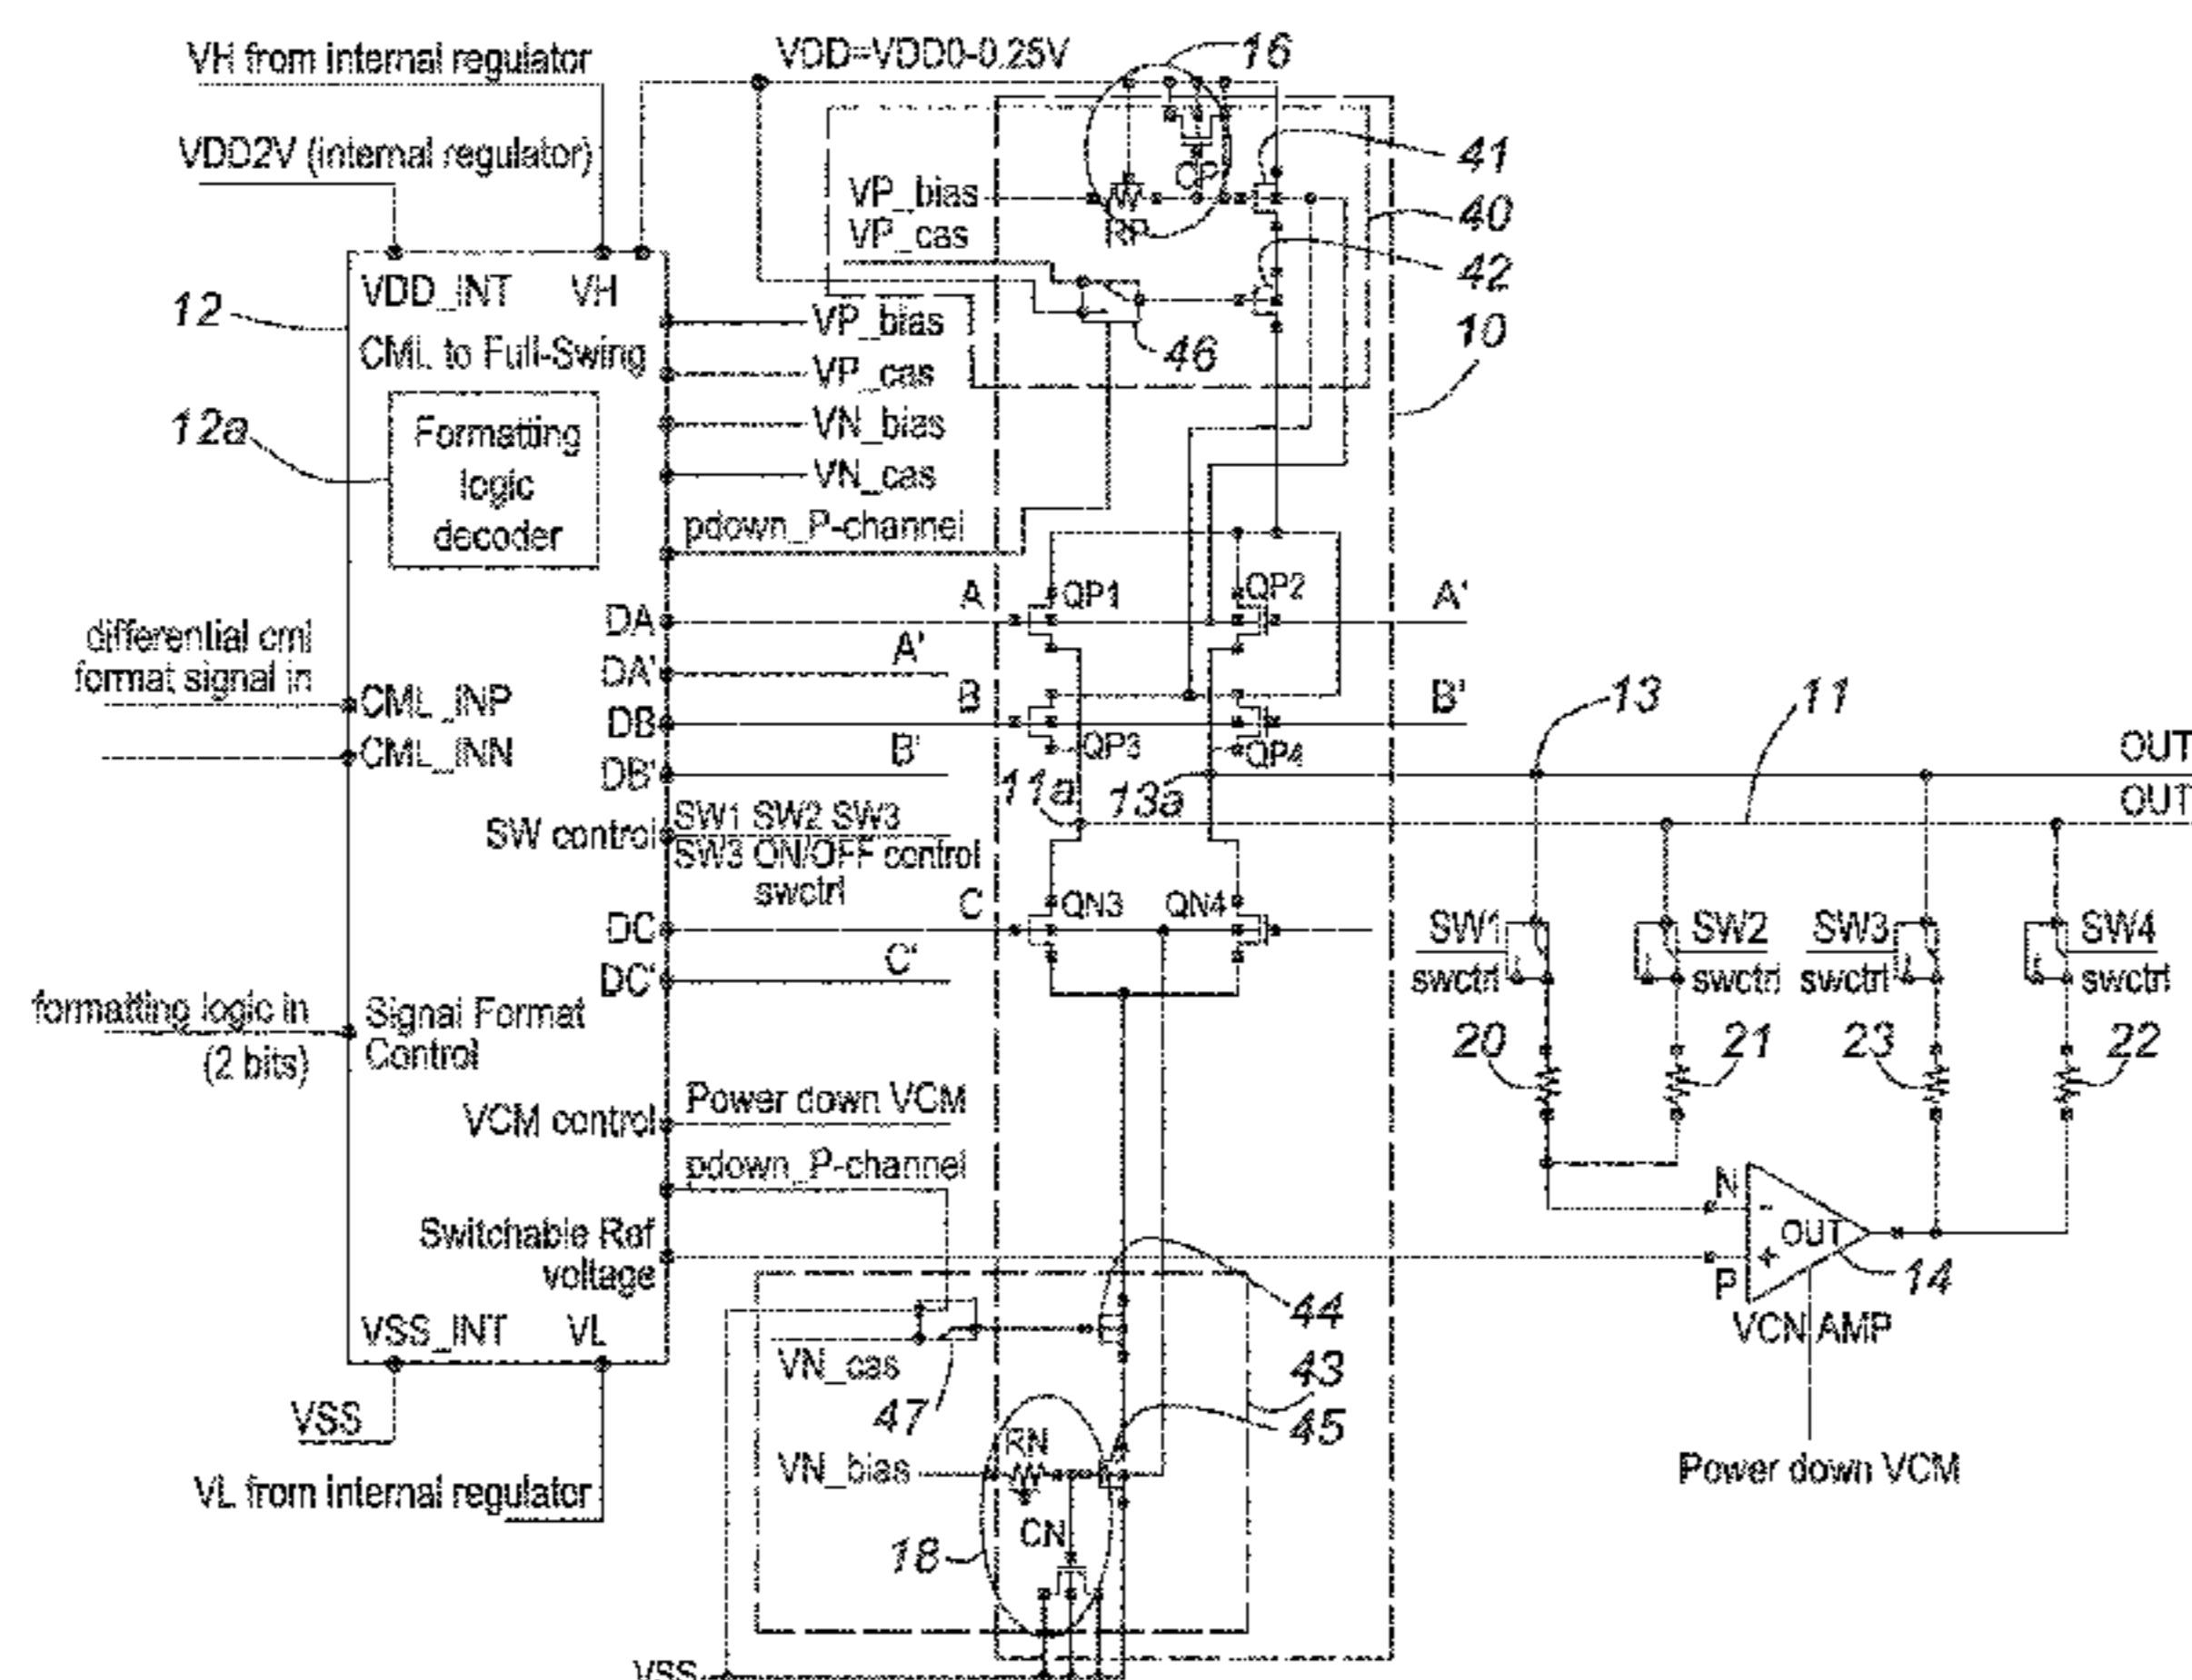 VH from internal regulator
VDD=VDD0-0.25V
16
VDD2V (internal regulator)
41
VP_bias
CP
40
VP_cas
RP
42
12
VDD_INT VH
VP_bias
10
CML to Full-Swing
46
VP_cas
12a
Formatting
logic
decoder
VN_bias
VN_cas
pdown_P-channel
DA
A
QP1
QP2
A'
differential cml
format signal in
DA'
A'
CML_INP
DB
B
B'
13
11
CML_INN
DB'
B'
QP3
QP4
OUT
11a
13a
OUT
SW control
SW1 SW2 SW3
SW3 ON/OFF control
swctrl
DC
C
QN3
QN4
SW1
swctrl
SW2
swctrl
SW3
swctrl
SW4
swctrl
DC'
C'
formatting logic in
(2 bits)
Signal Format
Control
20
21
23
22
VCM control
Power down VCM
pdown_P-channel
N
-
OUT
Switchable Ref
voltage
+
P
14
44
VCN AMP
VSS_INT VL
VN_cas
43
47
45
VSS
RN
VN_bias
VL from internal regulator
Power down VCM
CN
18
VSS